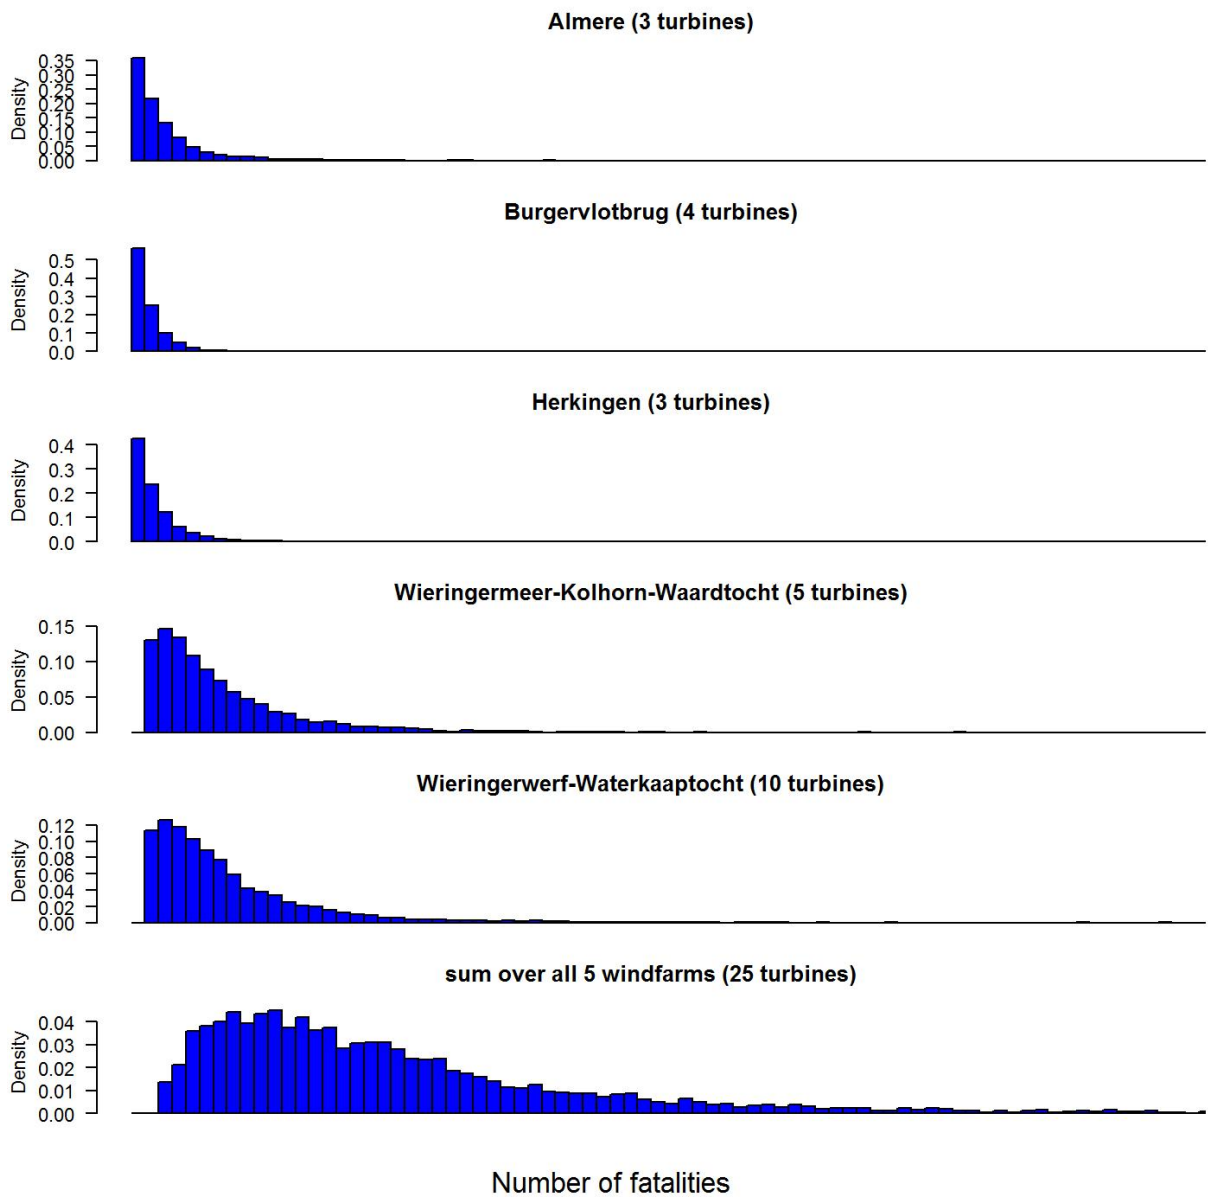 Almere (3 turbines)
Density
0.35
0.30
0.25
0.20
0.15
0.10
0.05
0.00
Burgervlotbrug (4 turbines)
Density
0.5
0.4
0.3
0.2
0.1
0.0
Herkingen (3 turbines)
Density
0.4
0.3
0.2
0.1
0.0
Wieringermeer-Kolhorn-Waardtocht (5 turbines)
Density
0.15
0.10
0.05
0.00
Wieringerwerf-Waterkaaptocht (10 turbines)
Density
0.12
0.10
0.08
0.06
0.04
0.02
0.00
sum over all 5 windfarms (25 turbines)
Density
0.04
0.03
0.02
0.01
0.00
Number of fatalities